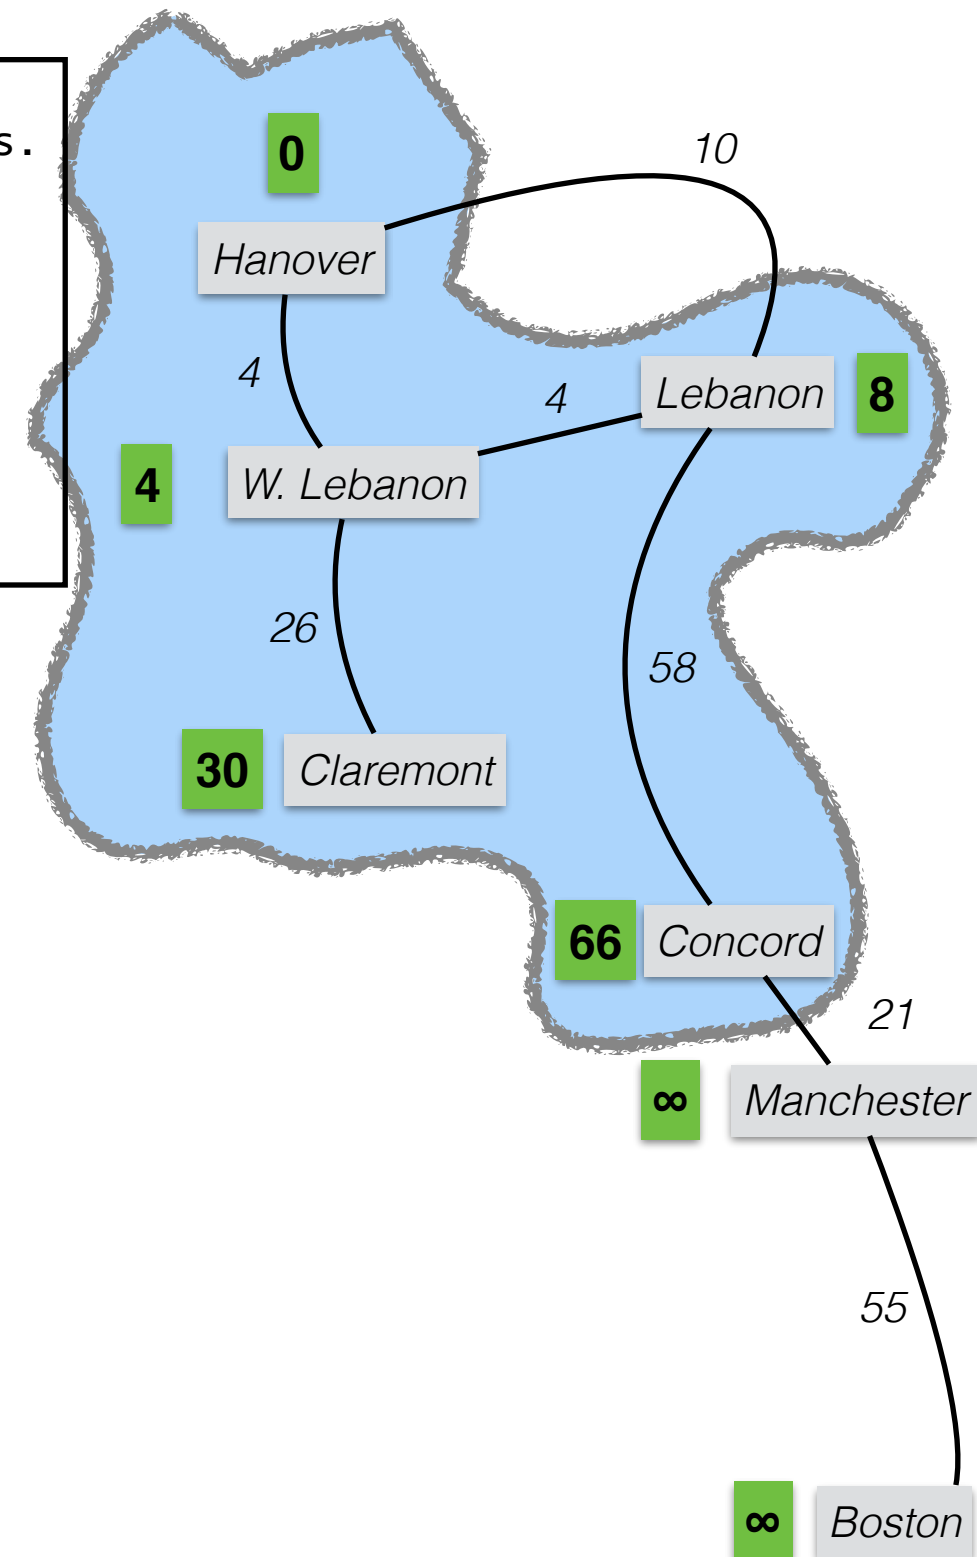 s.
10
0
Hanover
4
4
Lebanon
8
4
W. Lebanon
26
58
30
Claremont
66
Concord
21
∞
Manchester
55
∞
Boston